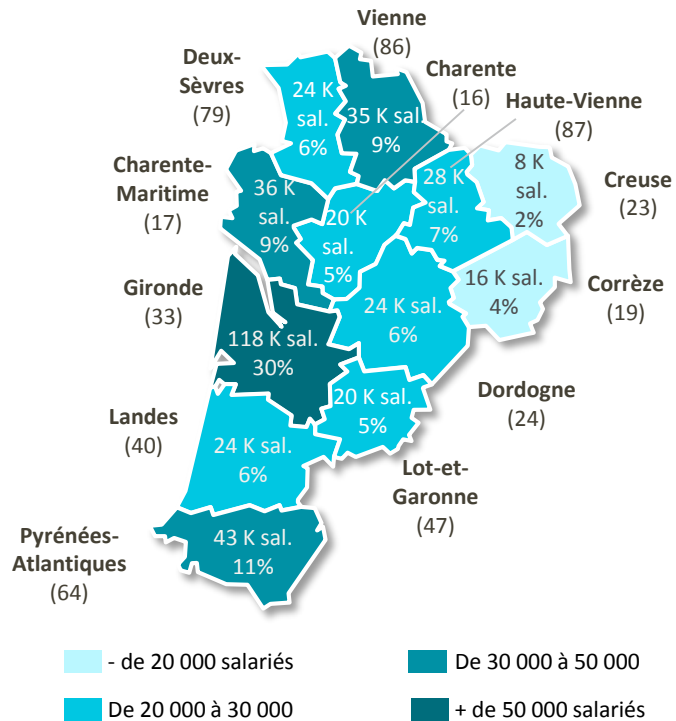 Vienne
(86)
Deux-
Sèvres
(79)
Charente
(16)
Haute-Vienne
(87)
24 K
sal.
6%
35 K sal.
9%
Charente-
Maritime
(17)
36 K
sal.
9%
20 K
sal.
5%
28 K
sal.
7%
8 K
sal.
2%
Creuse
(23)
Gironde
(33)
118 K sal.
30%
24 K sal.
6%
16 K sal.
4%
Corrèze
(19)
Dordogne
(24)
Landes
(40)
24 K sal.
6%
20 K sal.
5%
Lot-et-
Garonne
(47)
Pyrénées-
Atlantiques
(64)
43 K sal.
11%
- de 20 000 salariés
De 30 000 à 50 000
De 20 000 à 30 000
+ de 50 000 salariés